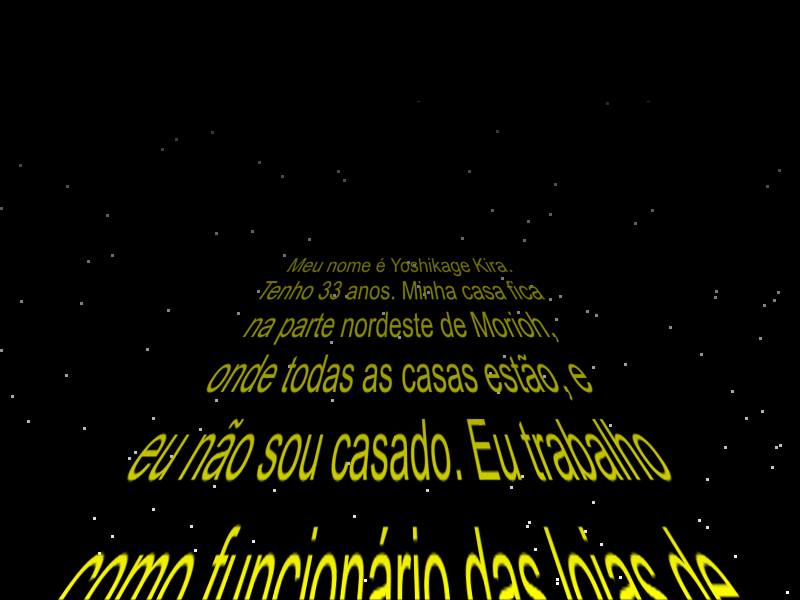 Meu nome é Yoshikage Kira.
Tenho 33 anos. Minha casa fica
na parte nordeste de Morioh,
onde todas as casas estão, e
eu não sou casado. Eu trabalho
como funcionário das lojas de